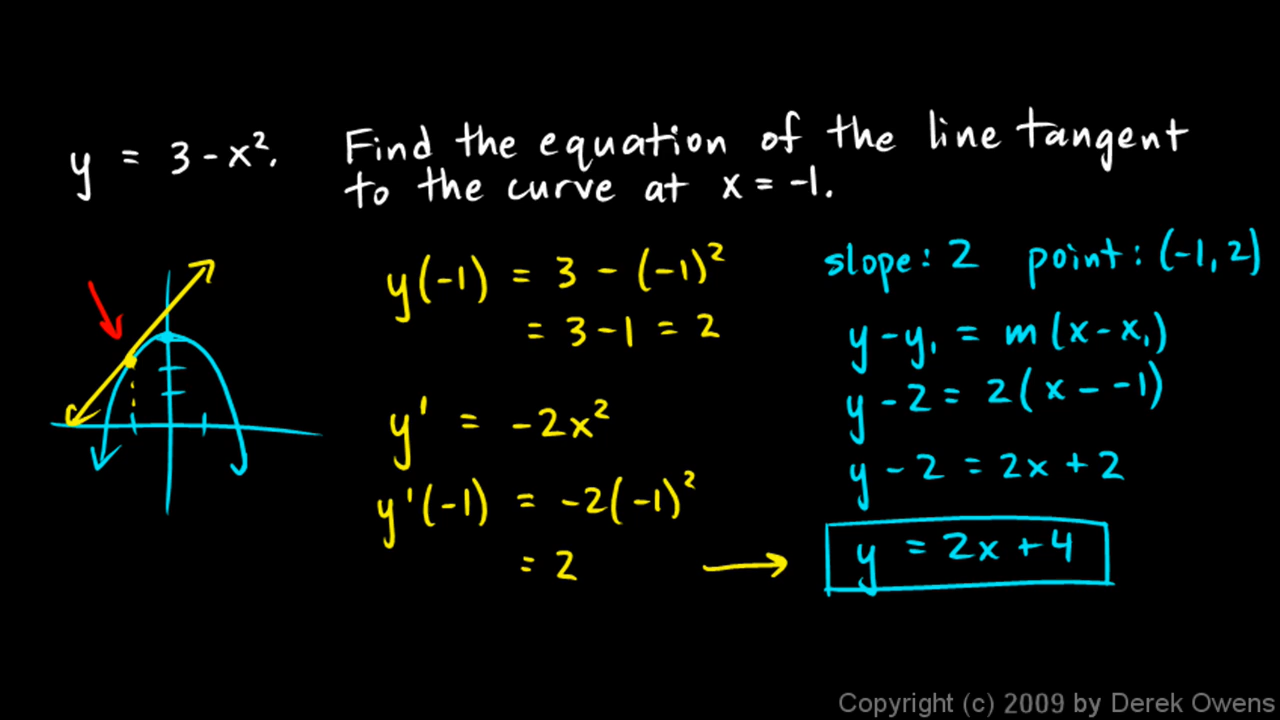 y = 3 - x². Find the equation of the line tangent
to the curve at x = -1.
y(-1) = 3 - (-1)²
= 3 - 1 = 2
y' = -2x²
y'(-1) = -2(-1)²
= 2
slope: 2 point: (-1, 2)
y - y₁ = m(x - x₁)
y - 2 = 2(x - -1)
y - 2 = 2x + 2
y = 2x + 4
Copyright (c) 2009 by Derek Owens